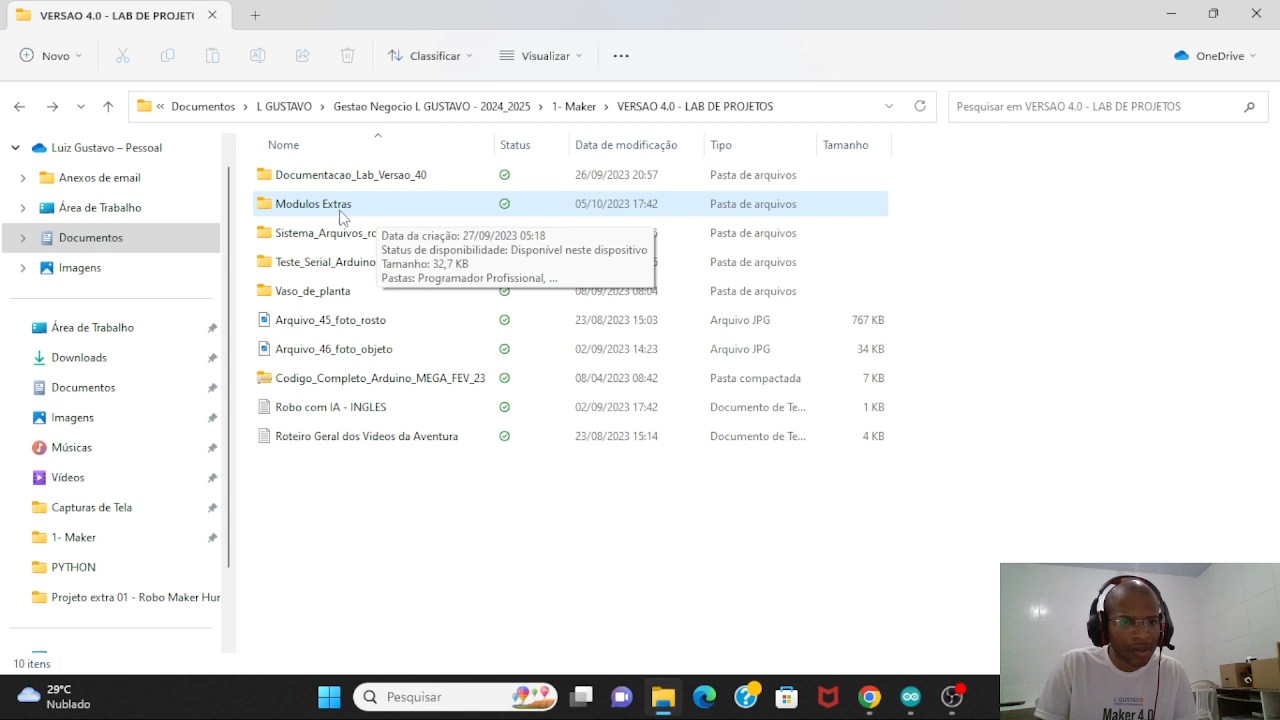 VERSAO 4.0 - LAB DE PROJETO
Novo
Classificar
Visualizar
OneDrive
« Documentos › L GUSTAVO › Gestao Negocio L GUSTAVO - 2024_2025 › 1- Maker › VERSAO 4.0 - LAB DE PROJETOS
Pesquisar em VERSAO 4.0 - LAB DE PROJETOS
Luiz Gustavo – Pessoal
Anexos de email
Área de Trabalho
Documentos
Imagens
Área de Trabalho
Downloads
Documentos
Imagens
Músicas
Vídeos
Capturas de Tela
1- Maker
PYTHON
Projeto extra 01 - Robo Maker Hur
Nome Status Data de modificação Tipo Tamanho
Documentacao_Lab_Versao_40 26/09/2023 20:57 Pasta de arquivos
Modulos Extras 05/10/2023 17:42 Pasta de arquivos
Sistema_Arquivos_ro Pasta de arquivos
Teste_Serial_Arduino Pasta de arquivos
Data da criação: 27/09/2023 05:18
Status de disponibilidade: Disponível neste dispositivo
Tamanho: 32,7 KB
Pastas: Programador Profissional, ...
Vaso_de_planta 08/09/2023 08:04 Pasta de arquivos
Arquivo_45_foto_rosto 23/08/2023 15:03 Arquivo JPG 767 KB
Arquivo_46_foto_objeto 02/09/2023 14:23 Arquivo JPG 34 KB
Codigo_Completo_Arduino_MEGA_FEV_23 08/04/2023 08:42 Pasta compactada 7 KB
Robo com IA - INGLES 02/09/2023 17:42 Documento de Te... 1 KB
Roteiro Geral dos Videos da Aventura 23/08/2023 15:14 Documento de Te... 4 KB
10 itens
29°C
Nublado
Pesquisar
L GUSTAVO
Maker 4.0